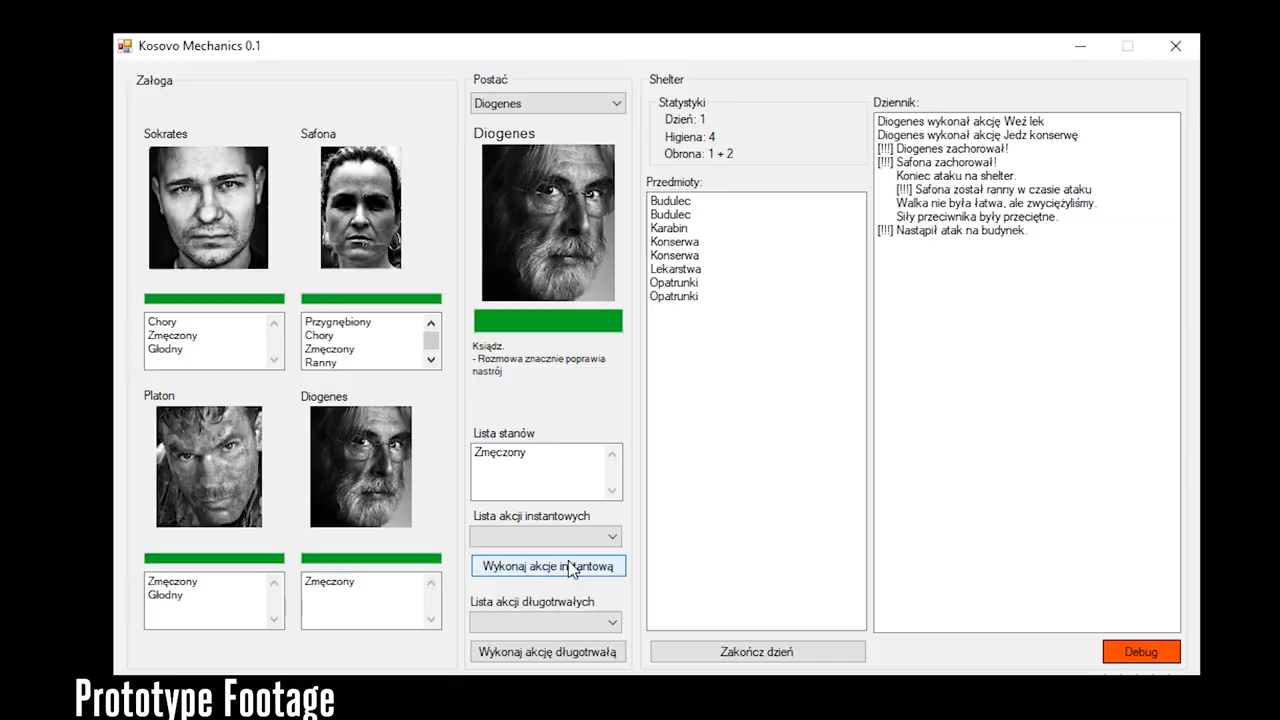 Kosovo Mechanics 0.1
Załoga
Sokrates
Safona
Chory
Zmęczony
Głodny
Przygnębiony
Chory
Zmęczony
Ranny
Platon
Diogenes
Zmęczony
Głodny
Zmęczony
Postać
Diogenes
Diogenes
Ksiądz.
- Rozmowa znacznie poprawia
nastrój
Lista stanów
Zmęczony
Lista akcji instantowych
Wykonaj akcje instantową
Lista akcji długotrwałych
Wykonaj akcję długotrwałą
Shelter
Statystyki
Dzień: 1
Higiena: 4
Obrona: 1 + 2
Przedmioty:
Budulec
Budulec
Karabin
Konserwa
Konserwa
Lekarstwa
Opatrunki
Opatrunki
Zakończ dzień
Dziennik:
Diogenes wykonał akcję Weź lek
Diogenes wykonał akcję Jedz konserwę
[!!!] Diogenes zachorował!
[!!!] Safona zachorował!
Koniec ataku na shelter.
[!!!] Safona został ranny w czasie ataku
Walka nie była łatwa, ale zwyciężyliśmy.
Siły przeciwnika były przeciętne.
[!!!] Nastąpił atak na budynek.
Debug
Prototype Footage